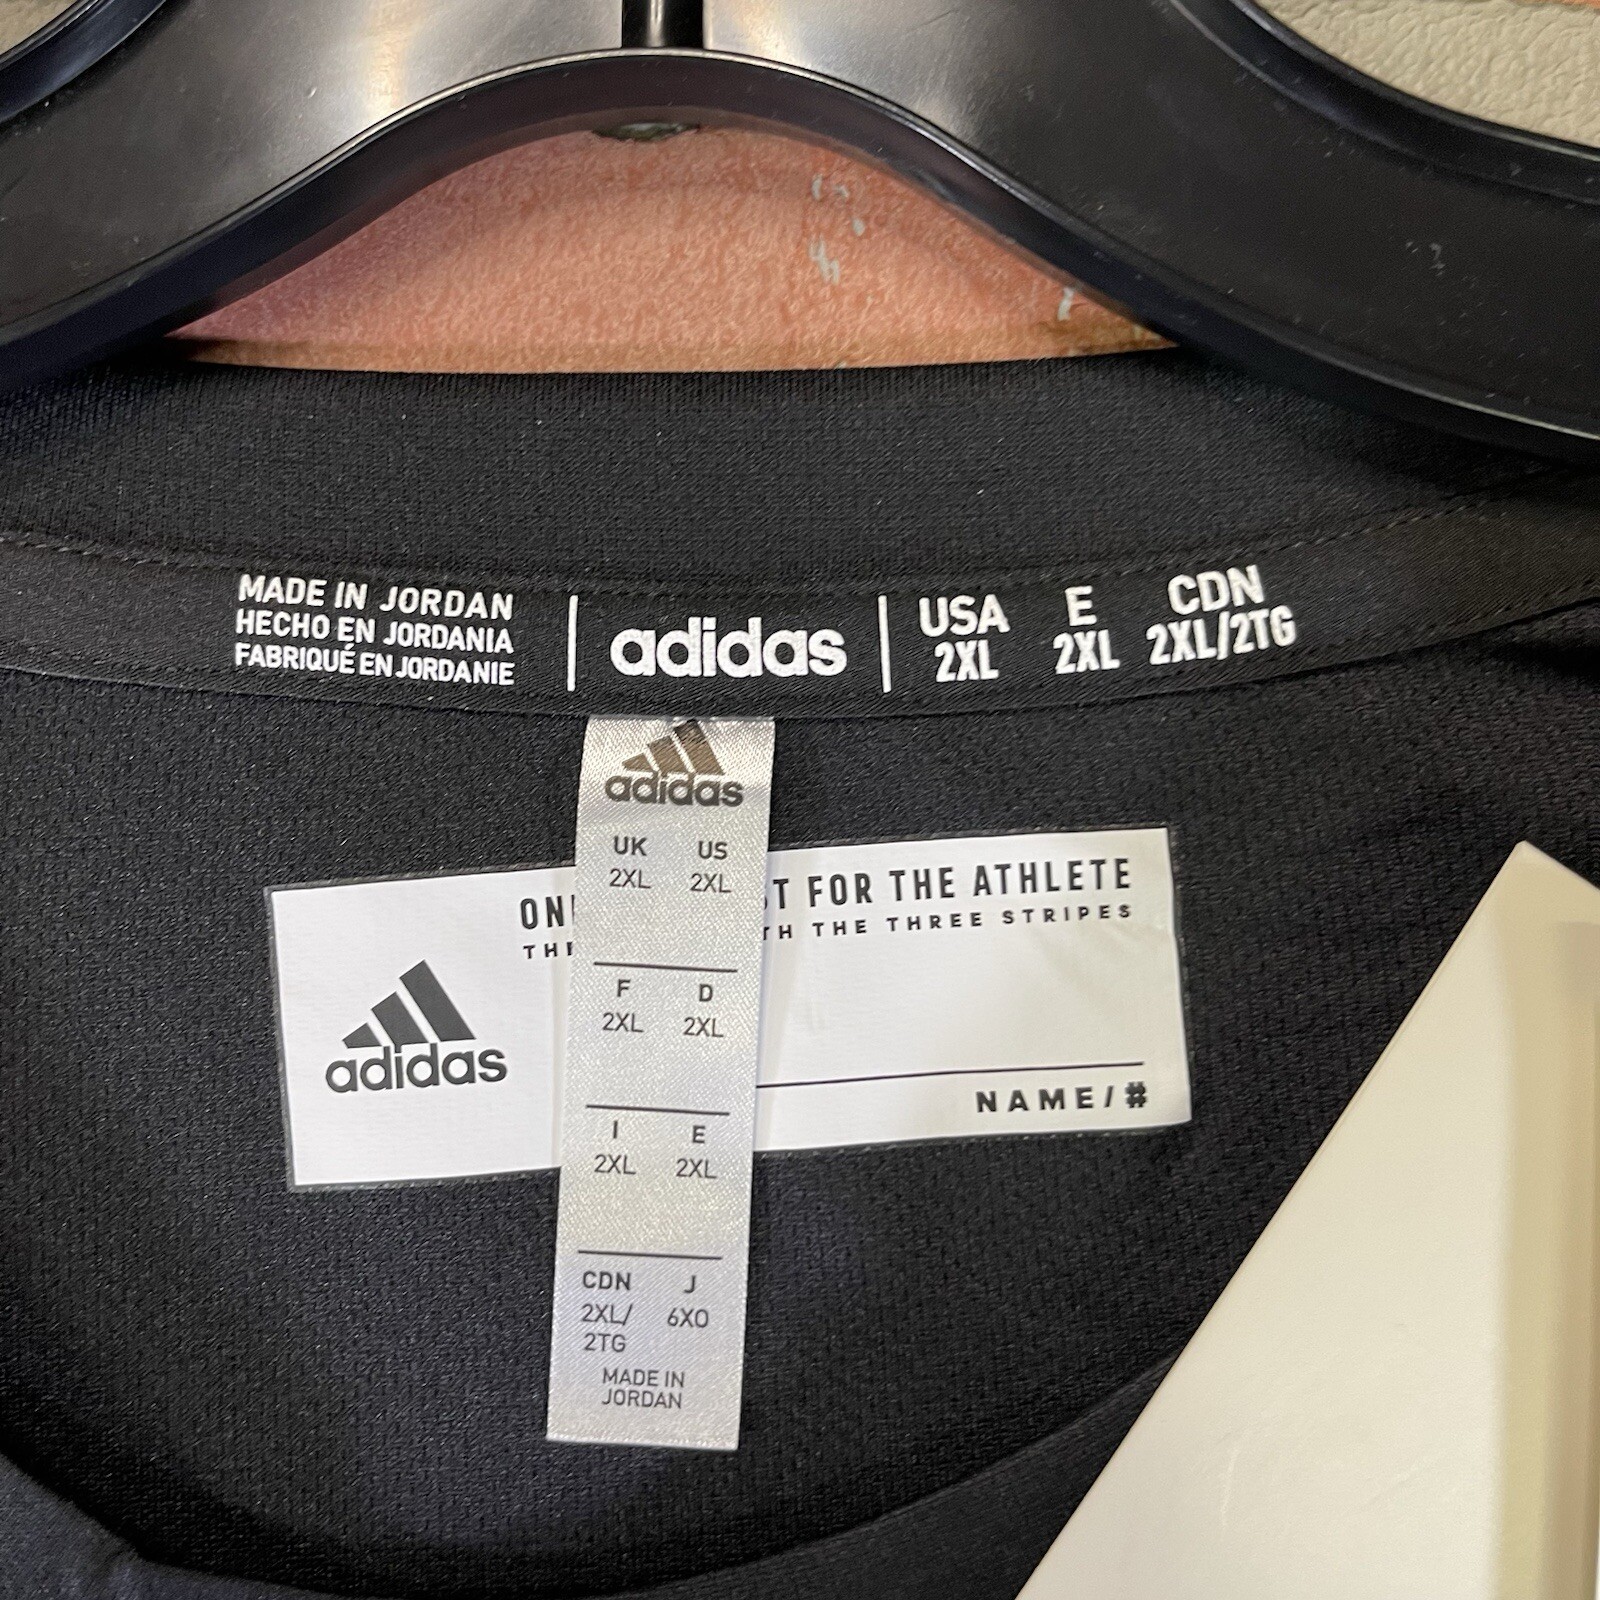 MADE IN JORDAN
HECHO EN JORDANIA
FABRIQUÉ EN JORDANIE
adidas
USA E CDN
2XL 2XL 2XL/2TG
adidas
UK US
2XL 2XL
F D
2XL 2XL
I E
2XL 2XL
CDN J
2XL/ 6XO
2TG
MADE IN
JORDAN
FOR THE ATHLETE
THE THREE STRIPES
adidas
NAME/#